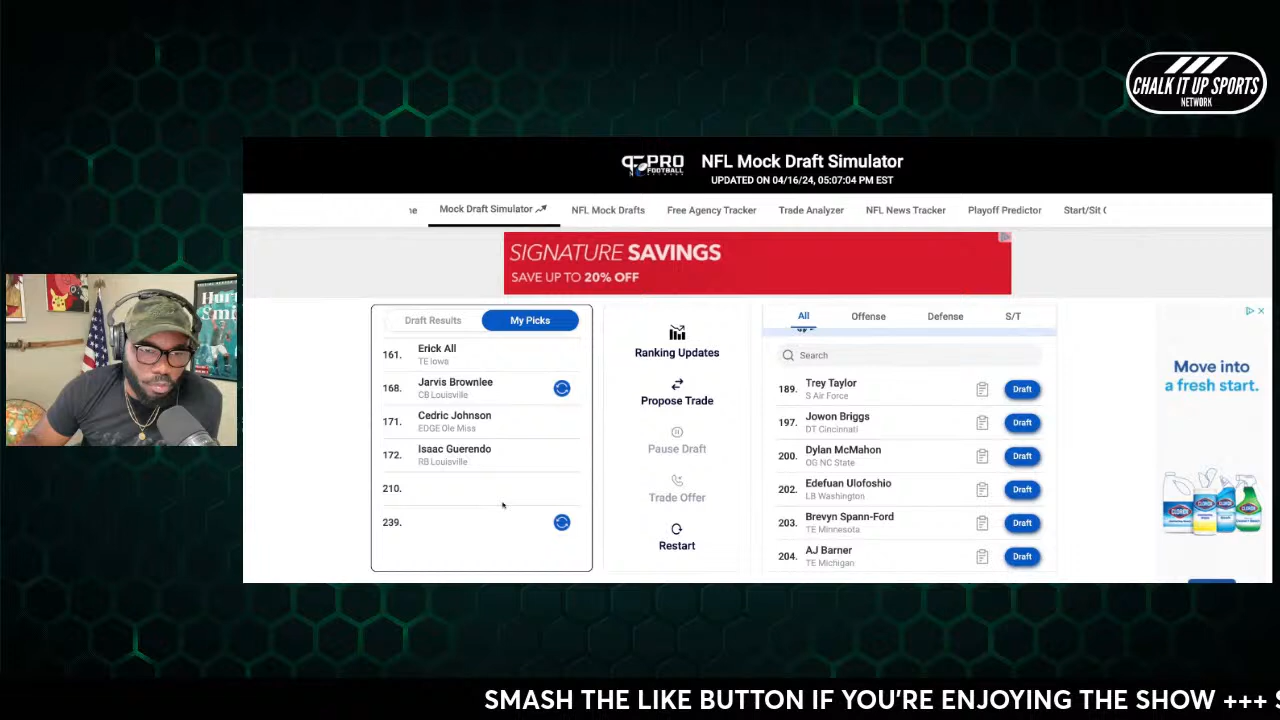 CHALK IT UP SPORTS
NETWORK
PRO
FOOTBALL
NFL Mock Draft Simulator
UPDATED ON 04/16/24, 05:07:04 PM EST
ne
Mock Draft Simulator
NFL Mock Drafts
Free Agency Tracker
Trade Analyzer
NFL News Tracker
Playoff Predictor
Start/Sit
SIGNATURE SAVINGS
SAVE UP TO 20% OFF
Draft Results
My Picks
161. Erick All
TE Iowa
168. Jarvis Brownlee
CB Louisville
171. Cedric Johnson
EDGE Ole Miss
172. Isaac Guerendo
RB Louisville
210.
239.
Ranking Updates
Propose Trade
Pause Draft
Trade Offer
Restart
All
Offense
Defense
S/T
Search
189. Trey Taylor Draft
S Air Force
197. Jowon Briggs Draft
DT Cincinnati
200. Dylan McMahon Draft
OG NC State
202. Edefuan Ulofoshio Draft
LB Washington
203. Brevyn Spann-Ford Draft
TE Minnesota
204. AJ Barner Draft
TE Michigan
Move into
a fresh start.
CLOROX
SMASH THE LIKE BUTTON IF YOU'RE ENJOYING THE SHOW +++ S